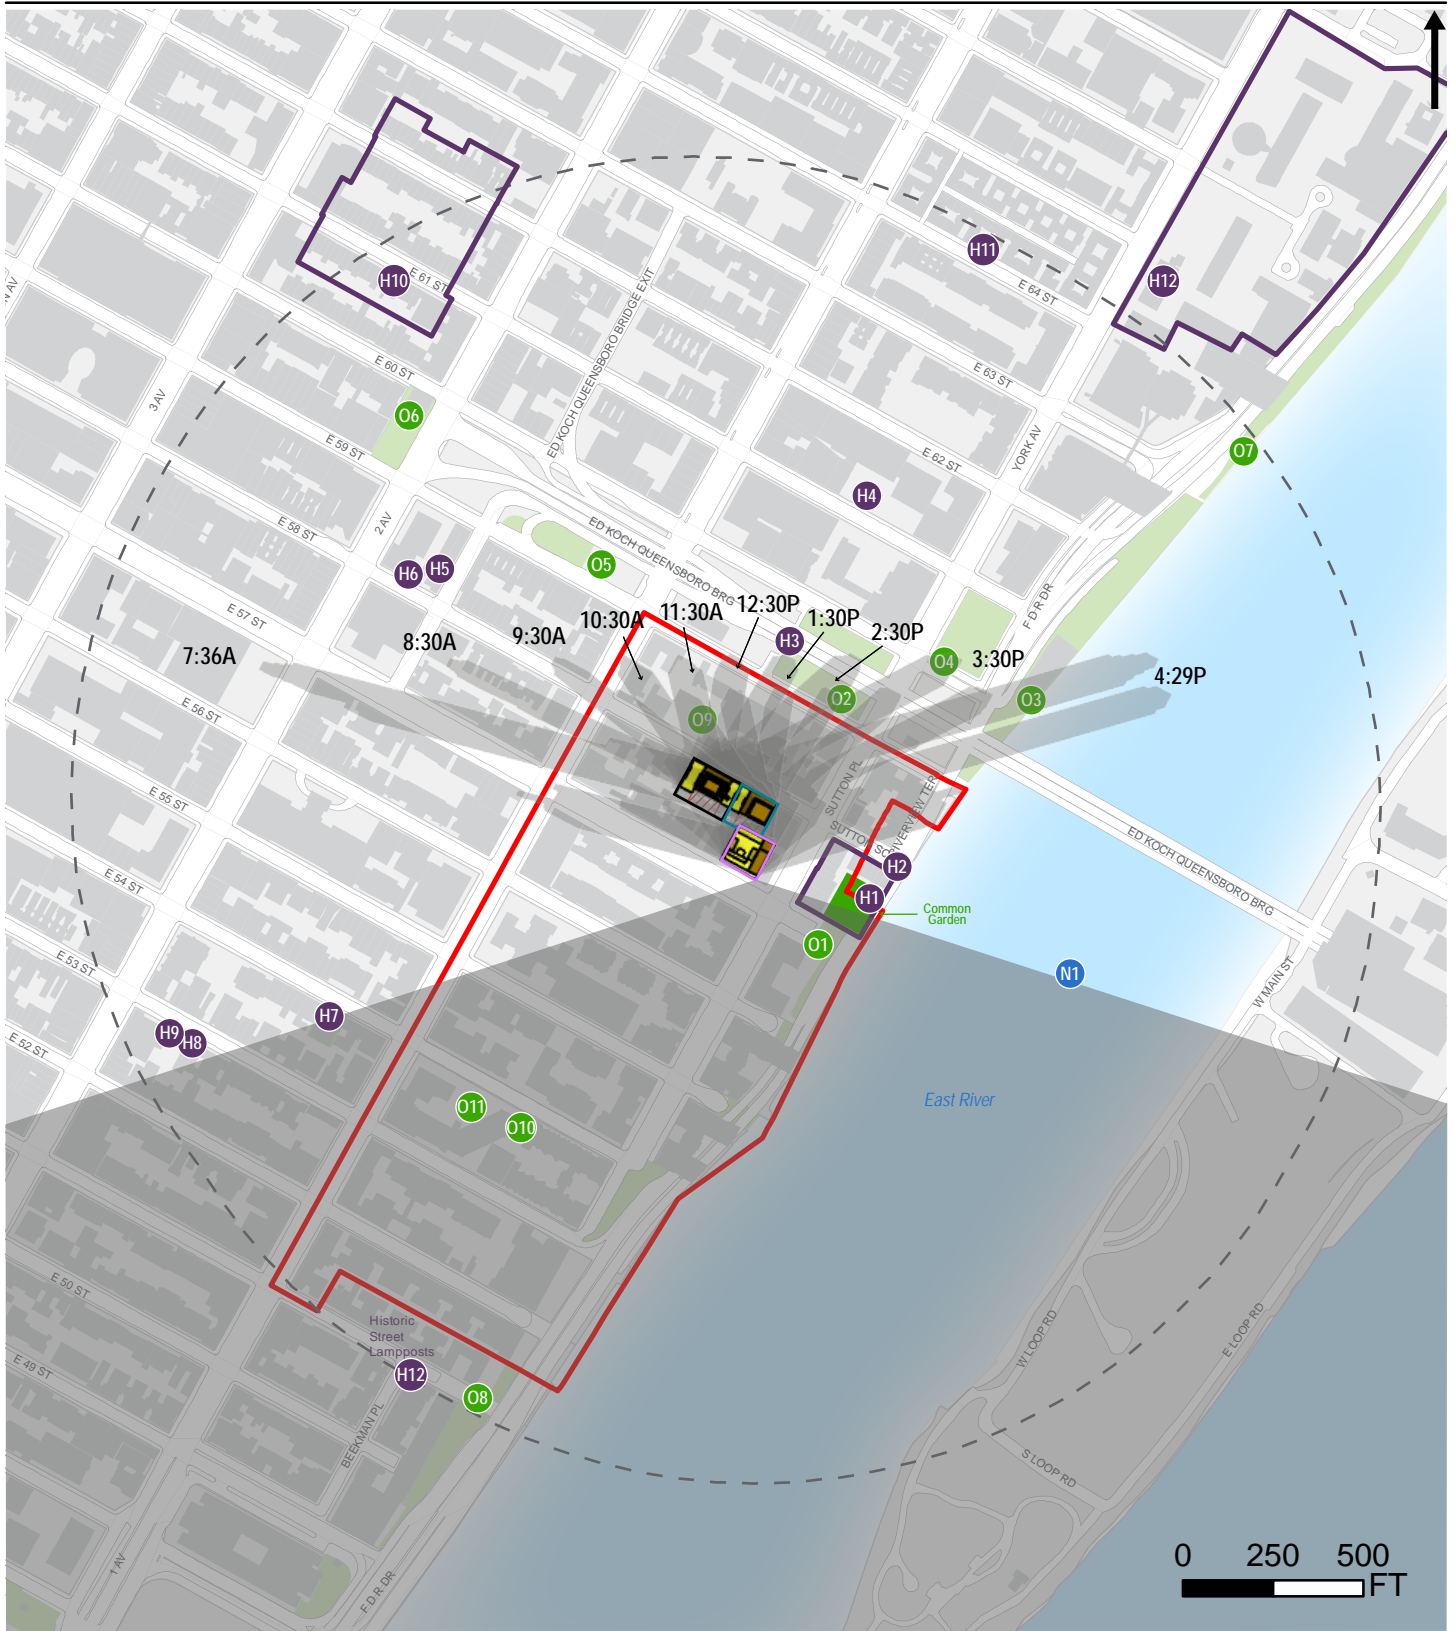 H11
E 61 ST
H10
H12
E 64 ST
ED KOCH QUEENSBORO BRIDGE EXIT
E 60 ST
E 63 ST
3 AV
O6
E 59 ST
YORK AV
O7
E 62 ST
H4
2 AV
E 58 ST
ED KOCH QUEENSBORO BRG
O5
H6
H5
F D R DR
E 57 ST
10:30A
11:30A
12:30P
1:30P
2:30P
H3
9:30A
8:30A
7:36A
O4
3:30P
4:29P
O2
O3
O9
E 56 ST
SUTTON PL
RIVERVIEW TER
E 55 ST
SUTTON SQ
ED KOCH QUEENSBORO BRG
H2
E 54 ST
H1
Common
Garden
O1
E 53 ST
N1
W MAIN ST
H7
H9
H8
E 52 ST
East River
O11
O10
E 50 ST
Historic
Street
Lampposts
H12
O8
W LOOP RD
E LOOP RD
E 49 ST
BEEKMAN PL
S LOOP RD
1 AV
F D R DR
0 250 500
FT